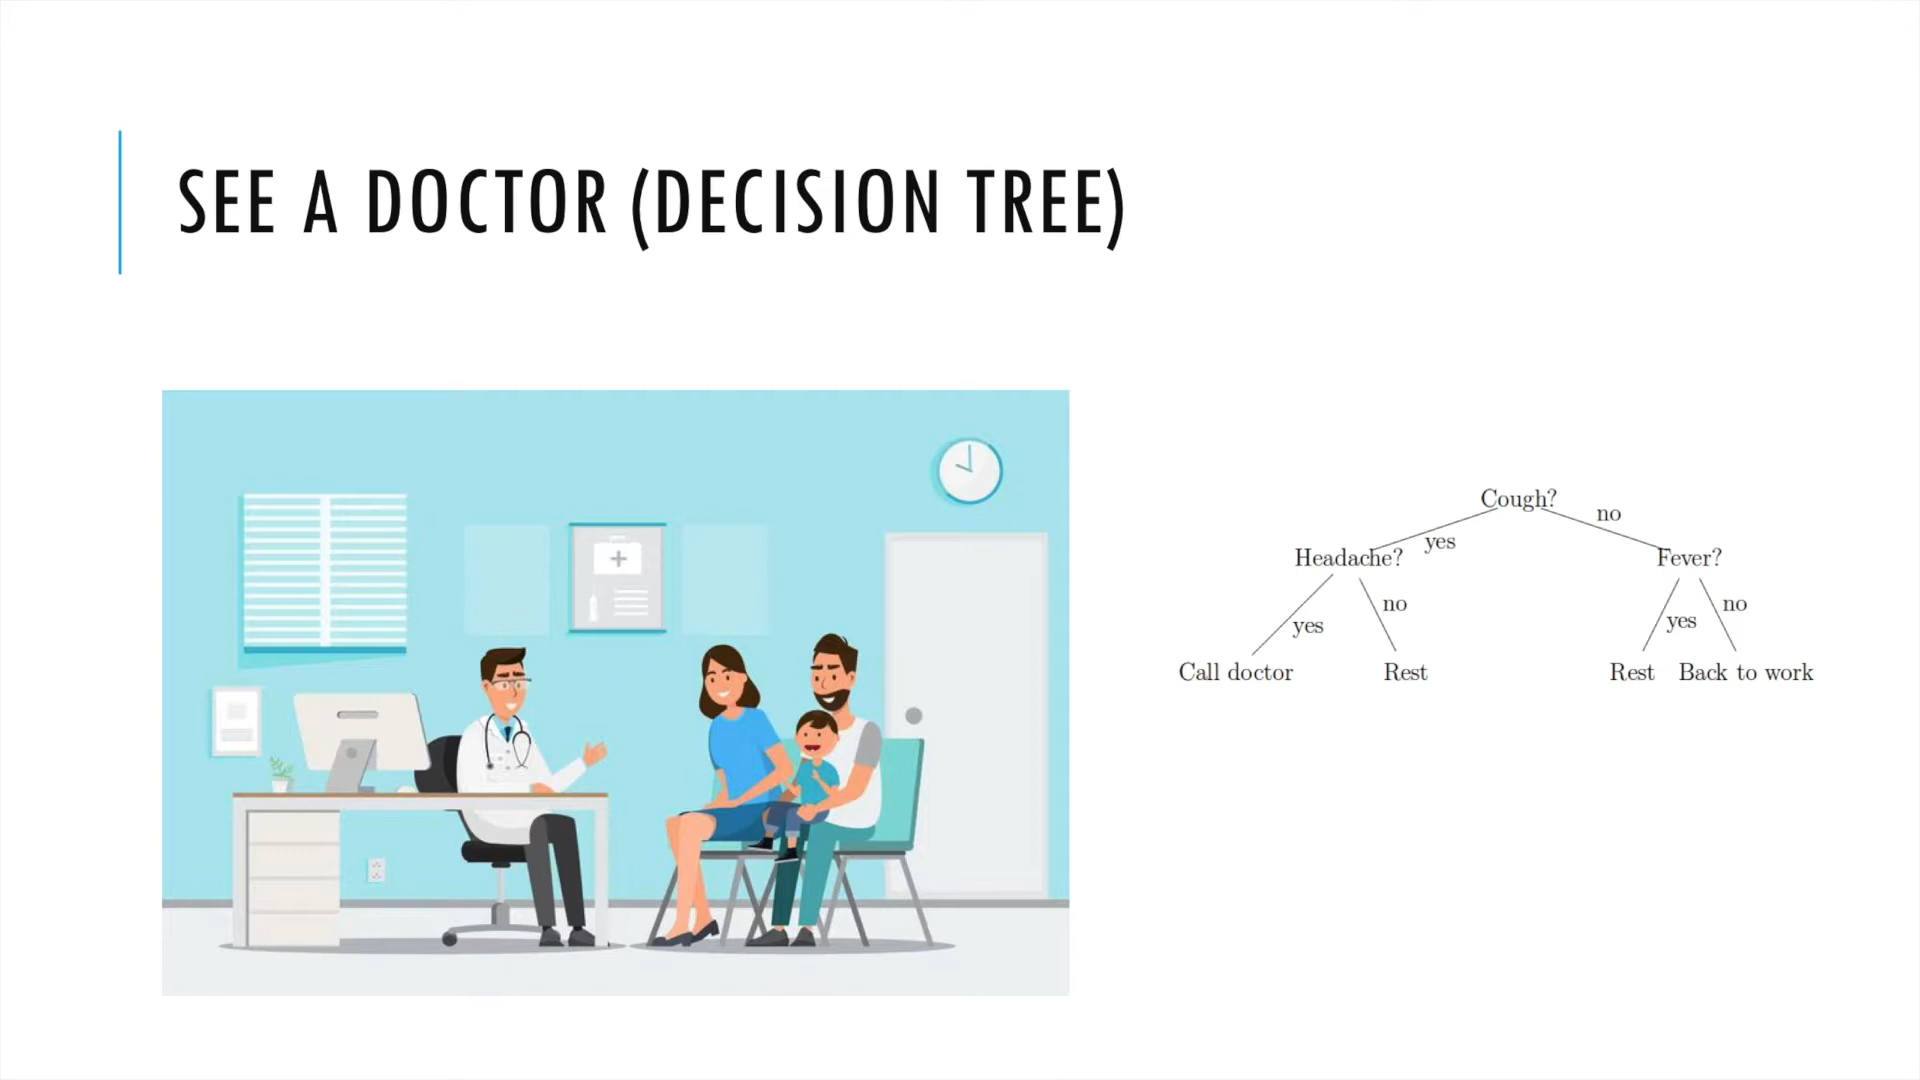 SEE A DOCTOR (DECISION TREE)
Cough?
yes
no
Headache?
Fever?
yes
no
yes
no
Call doctor
Rest
Rest
Back to work